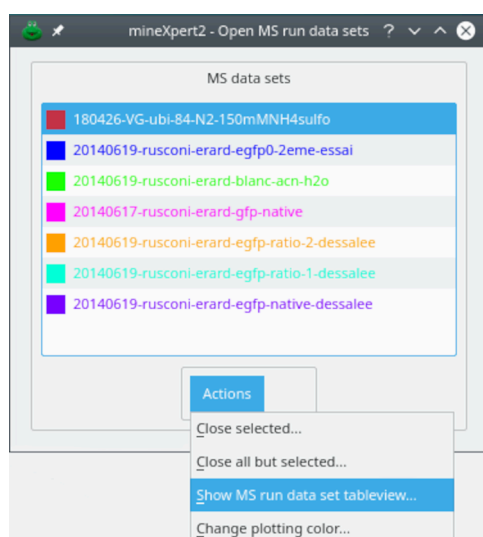 mineXpert2 - Open MS run data sets
MS data sets
180426-VG-ubi-84-N2-150mMNH4sulfo
20140619-rusconi-erard-egfp0-2eme-essai
20140619-rusconi-erard-blanc-acn-h2o
20140617-rusconi-erard-gfp-native
20140619-rusconi-erard-egfp-ratio-2-dessalee
20140619-rusconi-erard-egfp-ratio-1-dessalee
20140619-rusconi-erard-egfp-native-dessalee
Actions
Close selected...
Close all but selected...
Show MS run data set tableview...
Change plotting color...